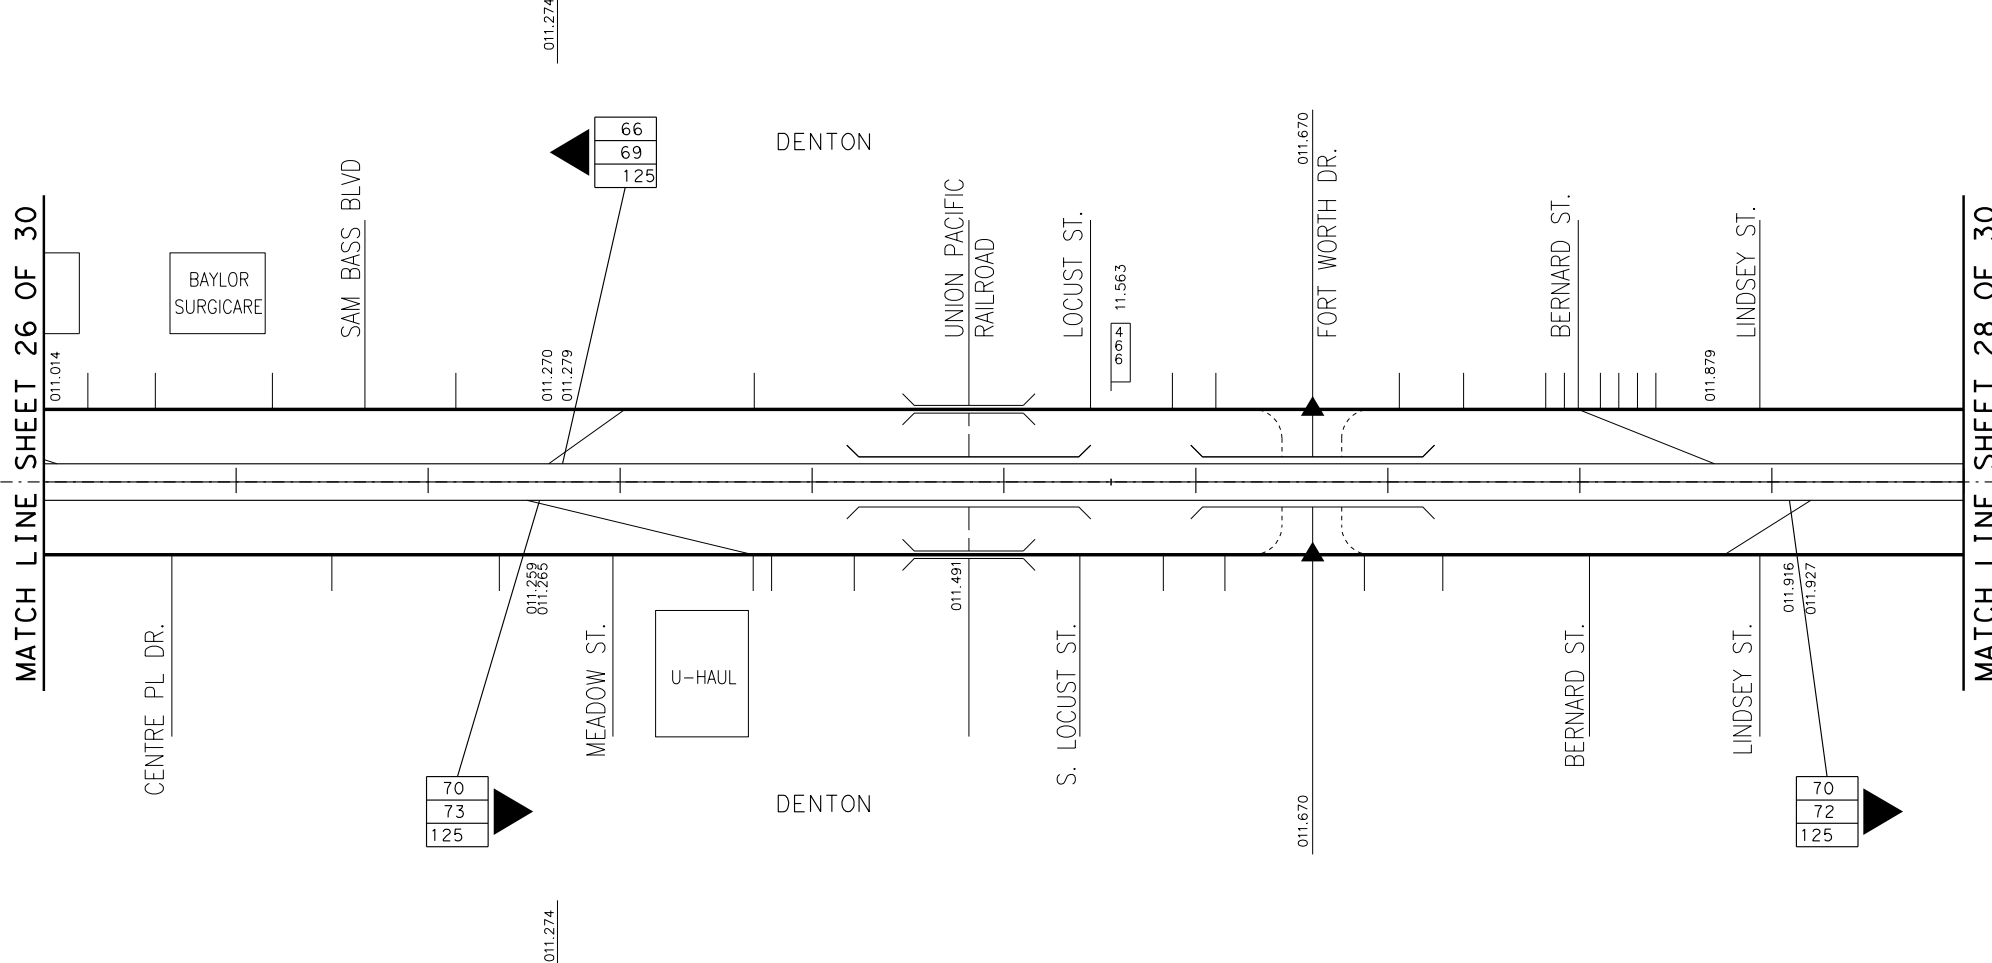 011.274
66
69
125
DENTON
011.670
MATCH LINE SHEET 26 OF 30
BAYLOR
SURGICARE
SAM BASS BLVD
UNION PACIFIC
RAILROAD
LOCUST ST.
11.563
4
6
6
FORT WORTH DR.
BERNARD ST.
LINDSEY ST.
MATCH LINE SHEET 28 OF 30
011.014
011.270
011.279
011.879
011.259
011.265
011.491
011.916
011.927
CENTRE PL DR.
MEADOW ST.
U-HAUL
S. LOCUST ST.
BERNARD ST.
LINDSEY ST.
70
73
125
DENTON
011.670
70
72
125
011.274